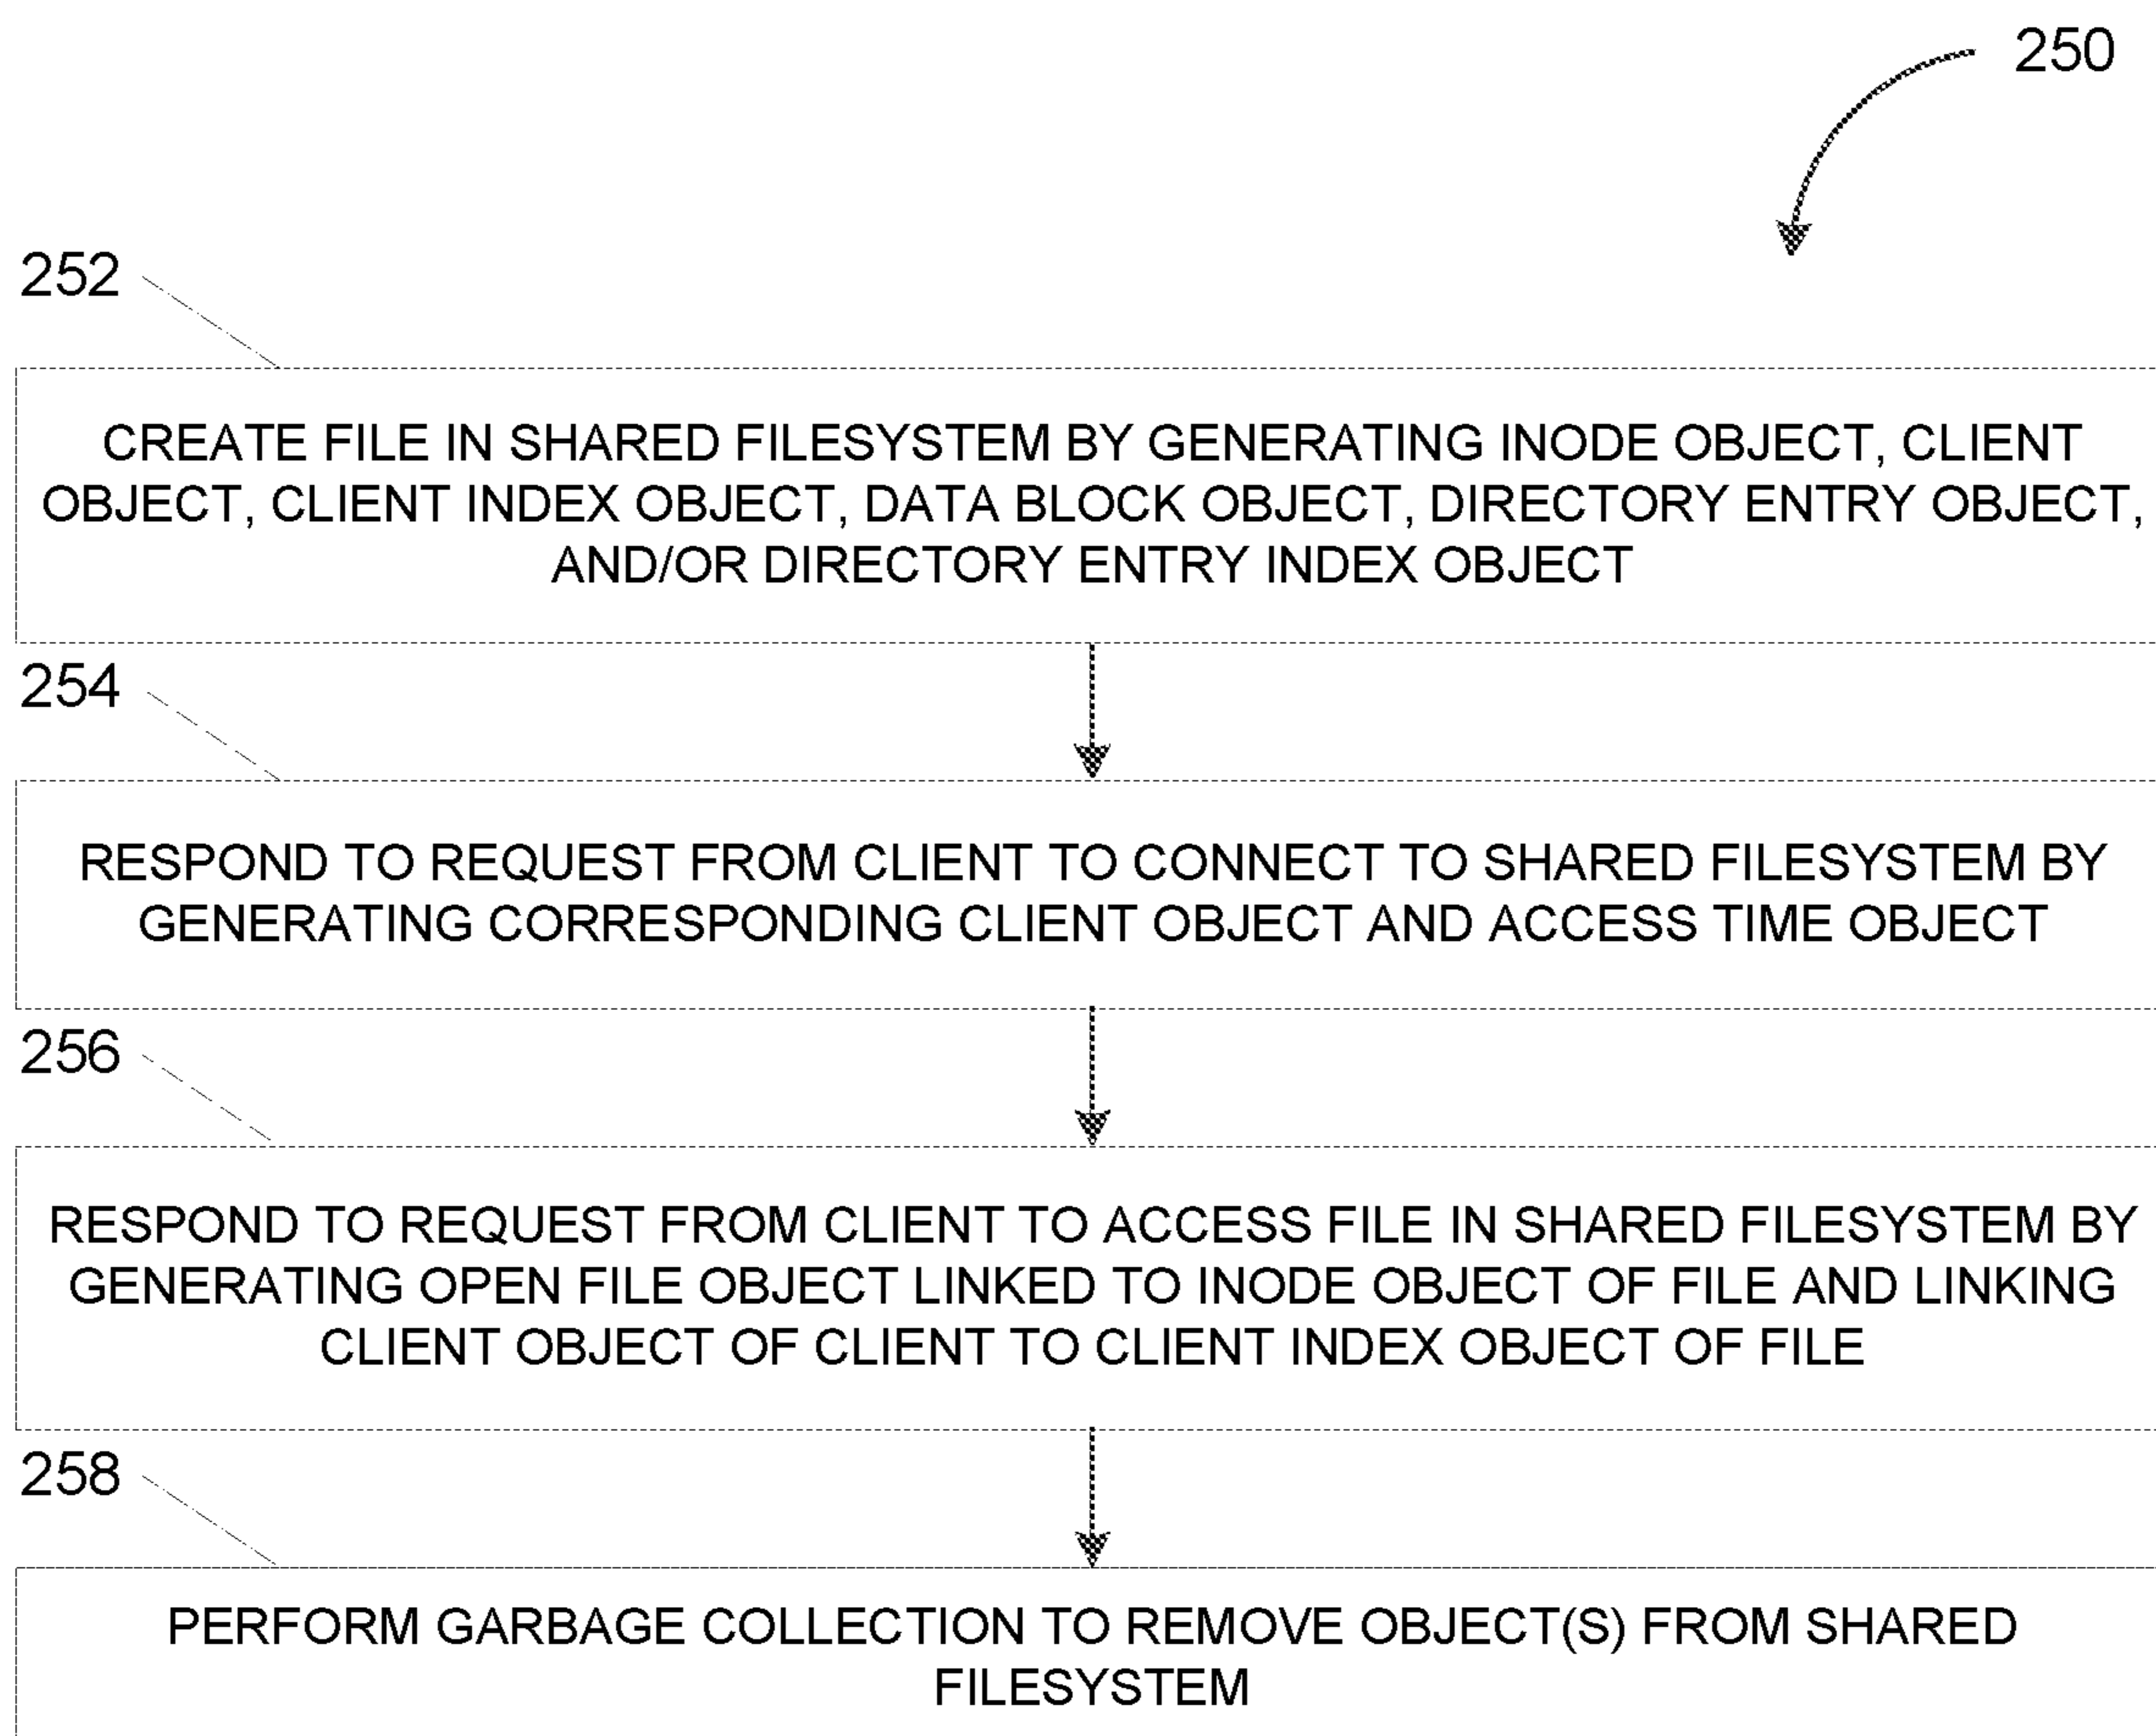 250
252
CREATE FILE IN SHARED FILESYSTEM BY GENERATING INODE OBJECT, CLIENT
OBJECT, CLIENT INDEX OBJECT, DATA BLOCK OBJECT, DIRECTORY ENTRY OBJECT,
AND/OR DIRECTORY ENTRY INDEX OBJECT
254
RESPOND TO REQUEST FROM CLIENT TO CONNECT TO SHARED FILESYSTEM BY
GENERATING CORRESPONDING CLIENT OBJECT AND ACCESS TIME OBJECT
256
RESPOND TO REQUEST FROM CLIENT TO ACCESS FILE IN SHARED FILESYSTEM BY
GENERATING OPEN FILE OBJECT LINKED TO INODE OBJECT OF FILE AND LINKING
CLIENT OBJECT OF CLIENT TO CLIENT INDEX OBJECT OF FILE
258
PERFORM GARBAGE COLLECTION TO REMOVE OBJECT(S) FROM SHARED
FILESYSTEM